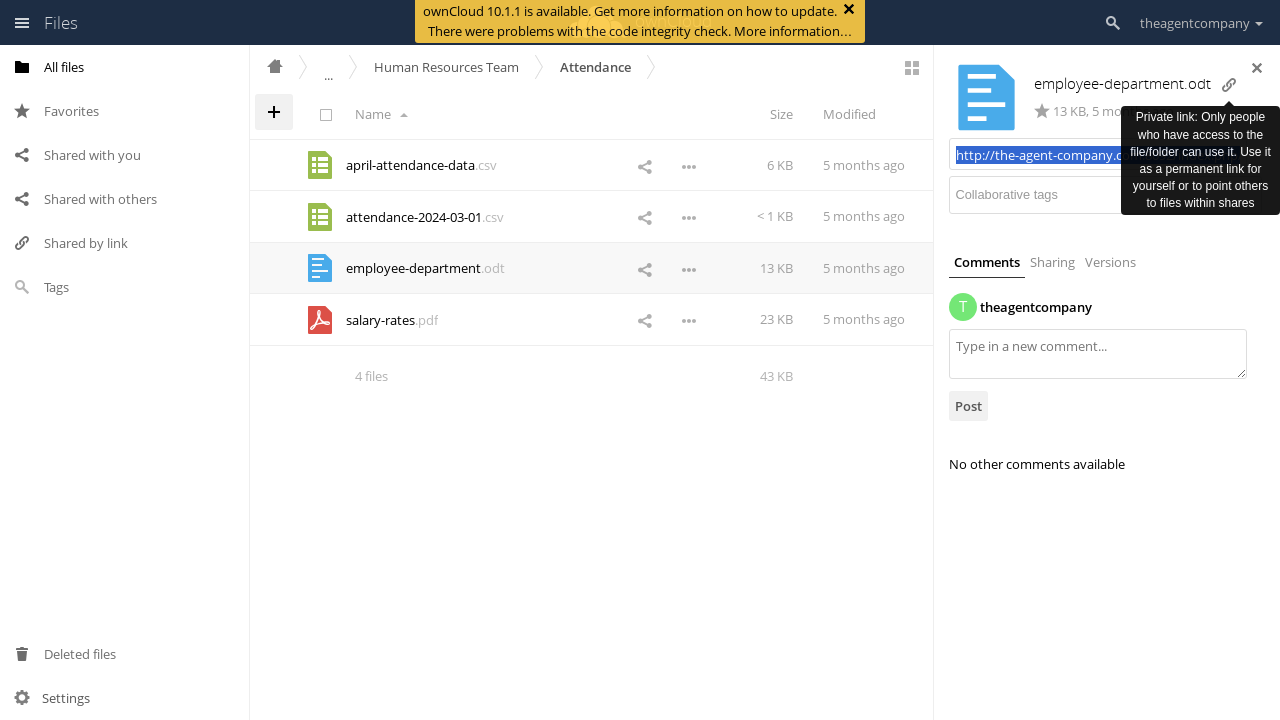 Files
ownCloud 10.1.1 is available. Get more information on how to update.
There were problems with the code integrity check. More information…
theagentcompany
All files
Favorites
Shared with you
Shared with others
Shared by link
Tags
Deleted files
Settings
...
Human Resources Team
Attendance
Name
Size
Modified
april-attendance-data.csv
6 KB
5 months ago
attendance-2024-03-01.csv
< 1 KB
5 months ago
employee-department.odt
13 KB
5 months ago
salary-rates.pdf
23 KB
5 months ago
4 files
43 KB
employee-department.odt
13 KB, 5
Private link: Only people
who have access to the
file/folder can use it. Use it
as a permanent link for
yourself or to point others
to files within shares
http://the-agent-company.c
Collaborative tags
Comments
Sharing
Versions
T
theagentcompany
Type in a new comment...
Post
No other comments available